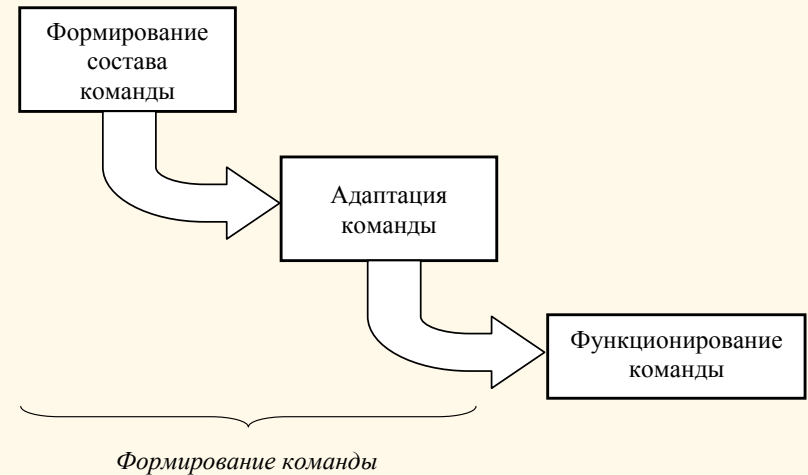 Формирование
состава
команды
Адаптация
команды
Функционирование
команды
Формирование команды